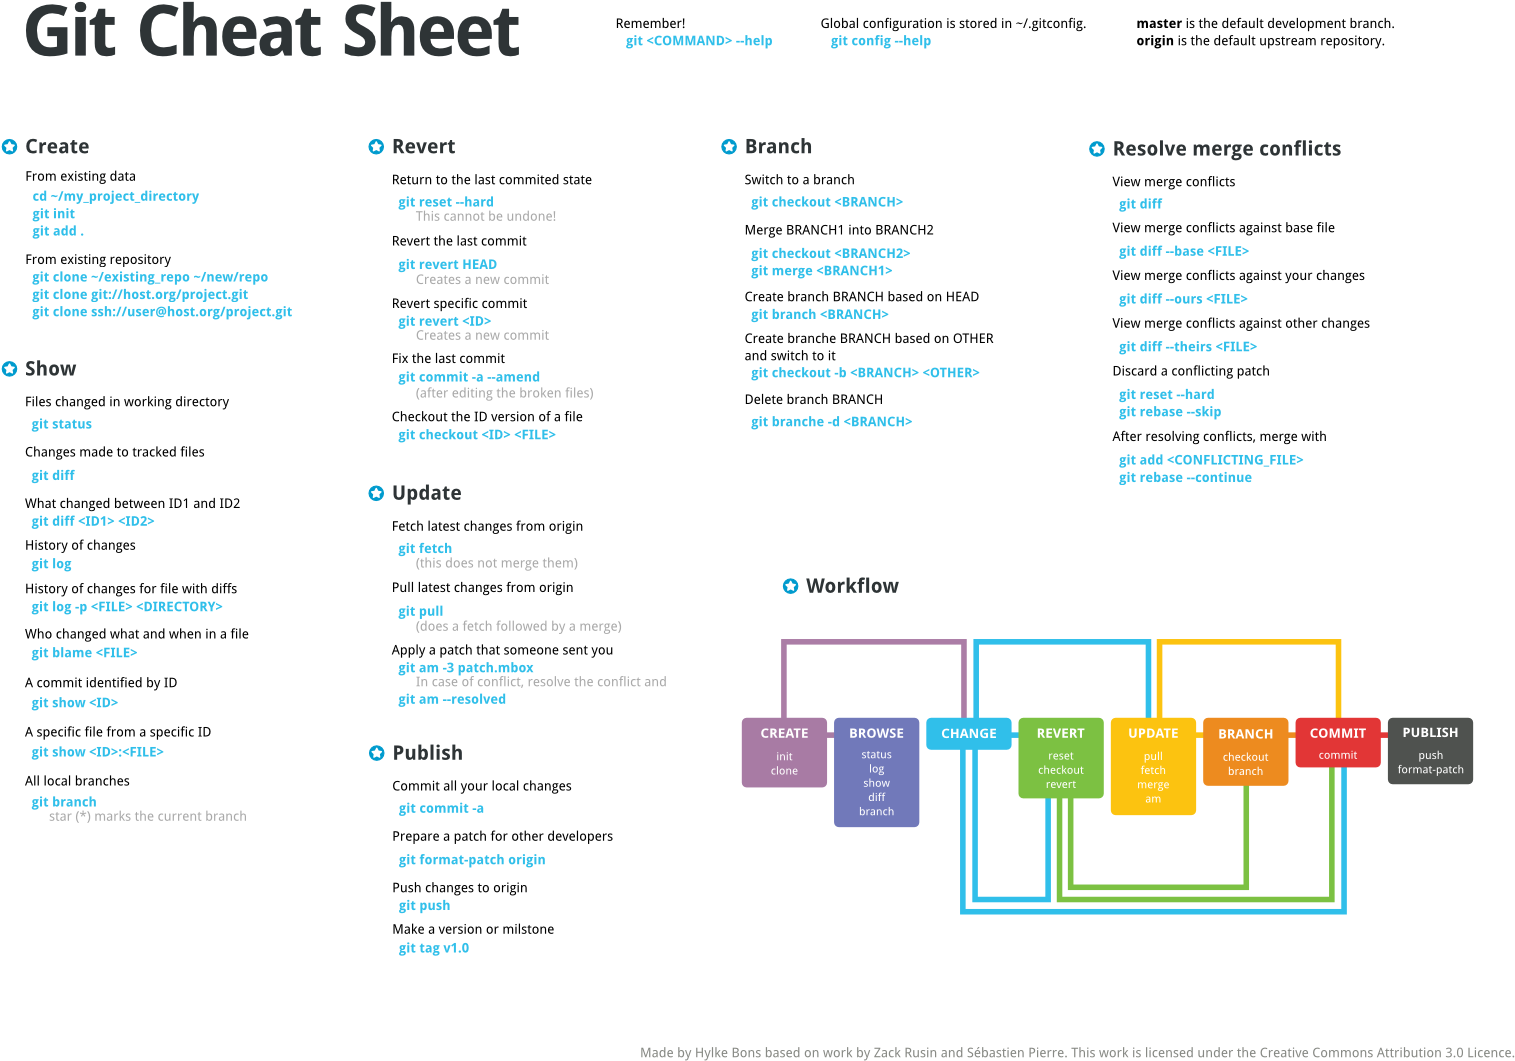 Git Cheat Sheet
Remember!
git <COMMAND> --help
Global configuration is stored in ~/.gitconfig.
git config --help
master is the default development branch.
origin is the default upstream repository.
Create
From existing data
cd ~/my_project_directory
git init
git add .
From existing repository
git clone ~/existing_repo ~/new/repo
git clone git://host.org/project.git
git clone ssh://user@host.org/project.git
Show
Files changed in working directory
git status
Changes made to tracked files
git diff
What changed between ID1 and ID2
git diff <ID1> <ID2>
History of changes
git log
History of changes for file with diffs
git log -p <FILE> <DIRECTORY>
Who changed what and when in a file
git blame <FILE>
A commit identified by ID
git show <ID>
A specific file from a specific ID
git show <ID>:<FILE>
All local branches
git branch
star (*) marks the current branch
Revert
Return to the last commited state
git reset --hard
This cannot be undone!
Revert the last commit
git revert HEAD
Creates a new commit
Revert specific commit
git revert <ID>
Creates a new commit
Fix the last commit
git commit -a --amend
(after editing the broken files)
Checkout the ID version of a file
git checkout <ID> <FILE>
Update
Fetch latest changes from origin
git fetch
(this does not merge them)
Pull latest changes from origin
git pull
(does a fetch followed by a merge)
Apply a patch that someone sent you
git am -3 patch.mbox
In case of conflict, resolve the conflict and
git am --resolved
Publish
Commit all your local changes
git commit -a
Prepare a patch for other developers
git format-patch origin
Push changes to origin
git push
Make a version or milstone
git tag v1.0
Branch
Switch to a branch
git checkout <BRANCH>
Merge BRANCH1 into BRANCH2
git checkout <BRANCH2>
git merge <BRANCH1>
Create branch BRANCH based on HEAD
git branch <BRANCH>
Create branche BRANCH based on OTHER
and switch to it
git checkout -b <BRANCH> <OTHER>
Delete branch BRANCH
git branche -d <BRANCH>
Resolve merge conflicts
View merge conflicts
git diff
View merge conflicts against base file
git diff --base <FILE>
View merge conflicts against your changes
git diff --ours <FILE>
View merge conflicts against other changes
git diff --theirs <FILE>
Discard a conflicting patch
git reset --hard
git rebase --skip
After resolving conflicts, merge with
git add <CONFLICTING_FILE>
git rebase --continue
Workflow
CREATE
init
clone
BROWSE
status
log
show
diff
branch
CHANGE
REVERT
reset
checkout
revert
UPDATE
pull
fetch
merge
am
BRANCH
checkout
branch
COMMIT
commit
PUBLISH
push
format-patch
Made by Hylke Bons based on work by Zack Rusin and Sébastien Pierre. This work is licensed under the Creative Commons Attribution 3.0 Licence.